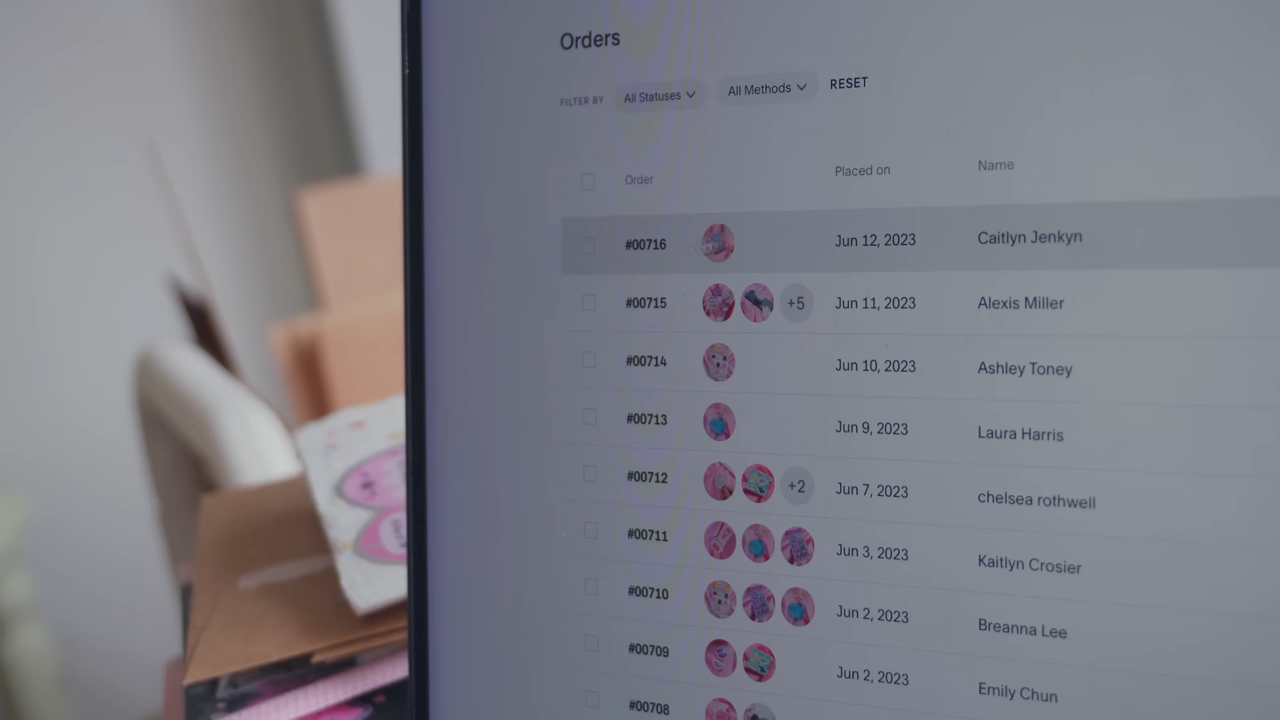 Orders
FILTER BY All Statuses All Methods RESET
Order Placed on Name
#00716 Jun 12, 2023 Caitlyn Jenkyn
#00715 +5 Jun 11, 2023 Alexis Miller
#00714 Jun 10, 2023 Ashley Toney
#00713 Jun 9, 2023 Laura Harris
#00712 +2 Jun 7, 2023 chelsea rothwell
#00711 Jun 3, 2023 Kaitlyn Crosier
#00710 Jun 2, 2023 Breanna Lee
#00709 Jun 2, 2023 Emily Chun
#00708